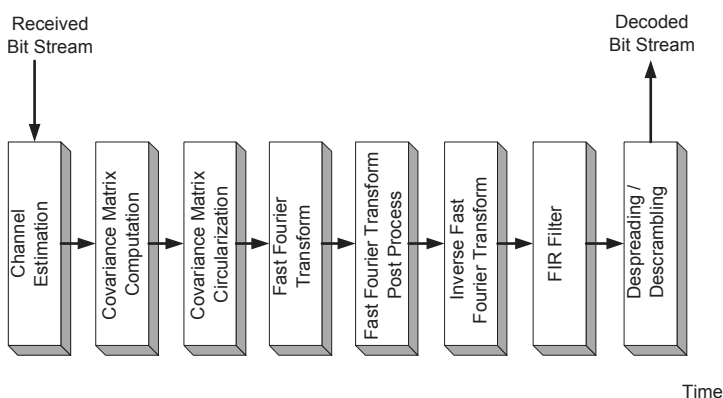 Received
Bit Stream
Decoded
Bit Stream
Channel
Estimation
Covariance Matrix
Computation
Covariance Matrix
Circularization
Fast Fourier
Transform
Fast Fourier Transform
Post Process
Inverse Fast
Fourier Transform
FIR Filter
Despreading /
Descrambling
Time